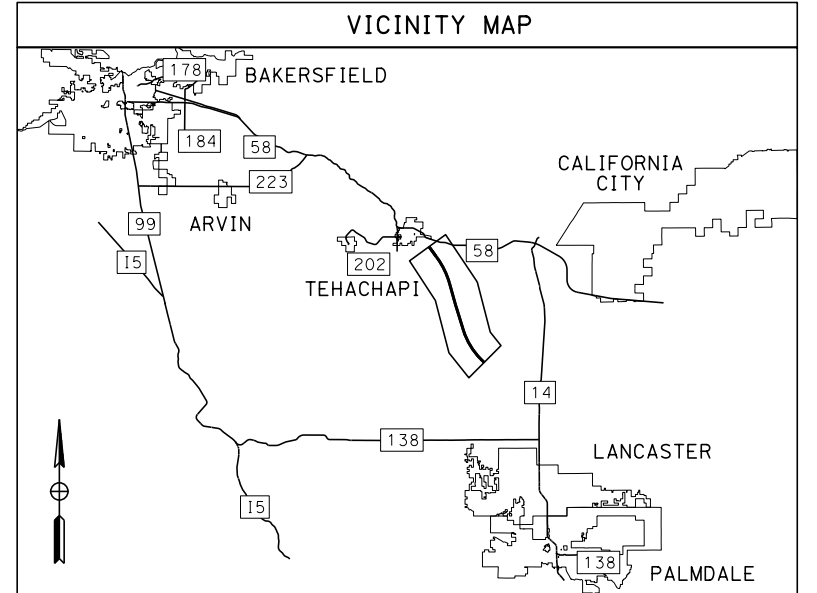 VICINITY MAP
178
BAKERSFIELD
184
58
CALIFORNIA
CITY
223
ARVIN
99
58
I5
202
TEHACHAPI
14
138
LANCASTER
I5
138
PALMDALE